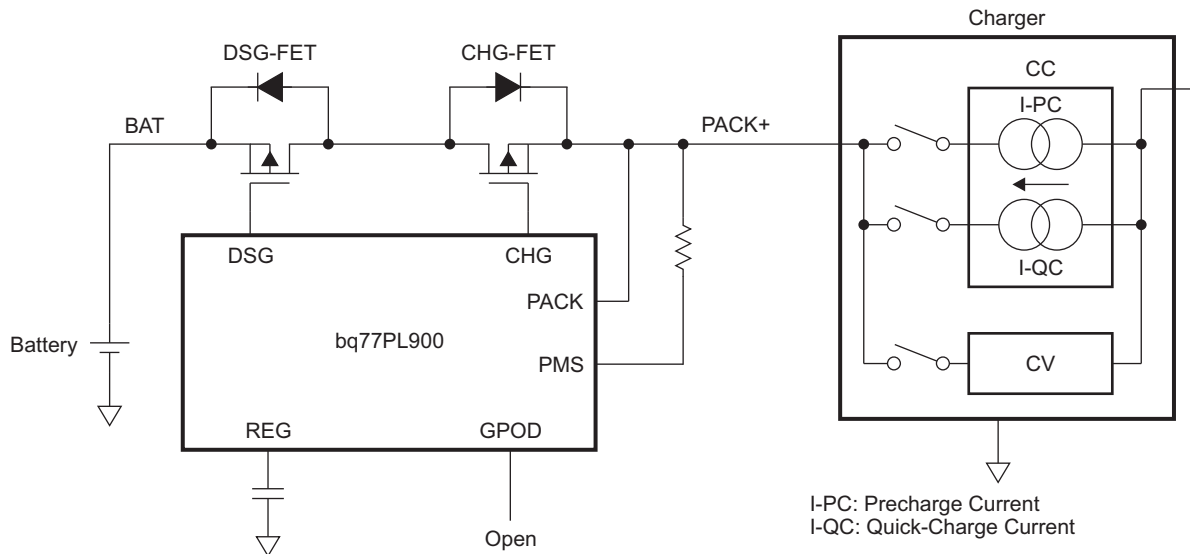 Charger
DSG-FET
CHG-FET
CC
I-PC
BAT
PACK+
I-QC
DSG
CHG
PACK
bq77PL900
Battery
PMS
CV
REG
GPOD
I-PC: Precharge Current
I-QC: Quick-Charge Current
Open